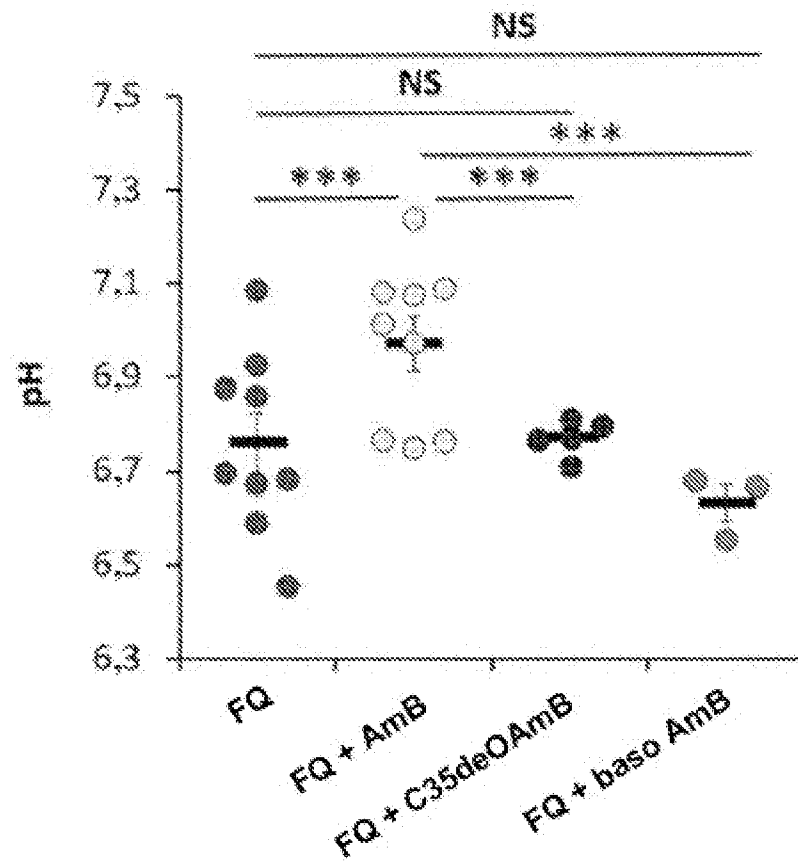 NS
NS
***
*** ***
7,5
7,3
7,1
6,9
6,7
6,5
6,3
pH
FQ
FQ + AmB
FQ + C35deOAmB
FQ + baso AmB